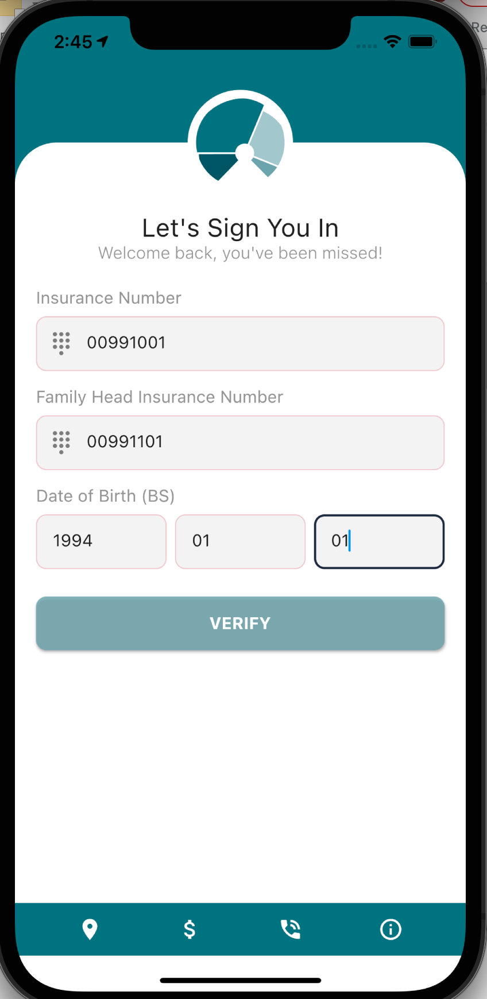 Re
2:45
Let's Sign You In
Welcome back, you've been missed!
Insurance Number
00991001
Family Head Insurance Number
00991101
Date of Birth (BS)
1994 01 01
VERIFY